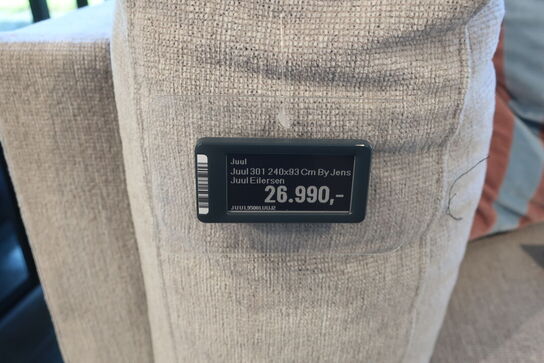 Juul
Juul 301 240x93 Cm By Jens
Juul Eilersen
26.990,-